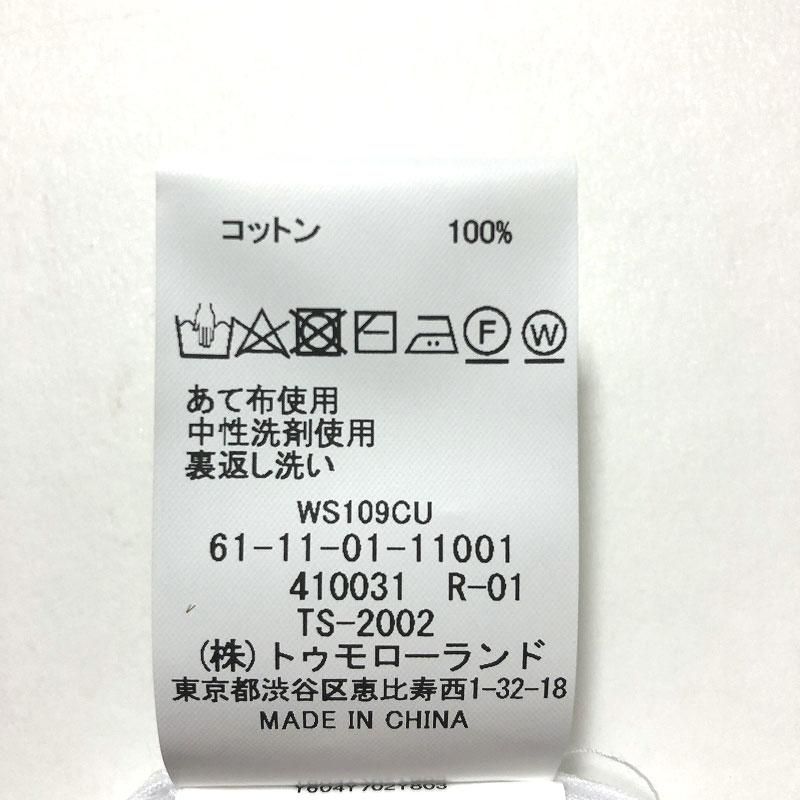 コットン 100%
F W
あて布使用
中性洗剤使用
裏返し洗い
WS109CU
61-11-01-11001
410031 R-01
TS-2002
(株)トゥモローランド
東京都渋谷区恵比寿西1-32-18
MADE IN CHINA